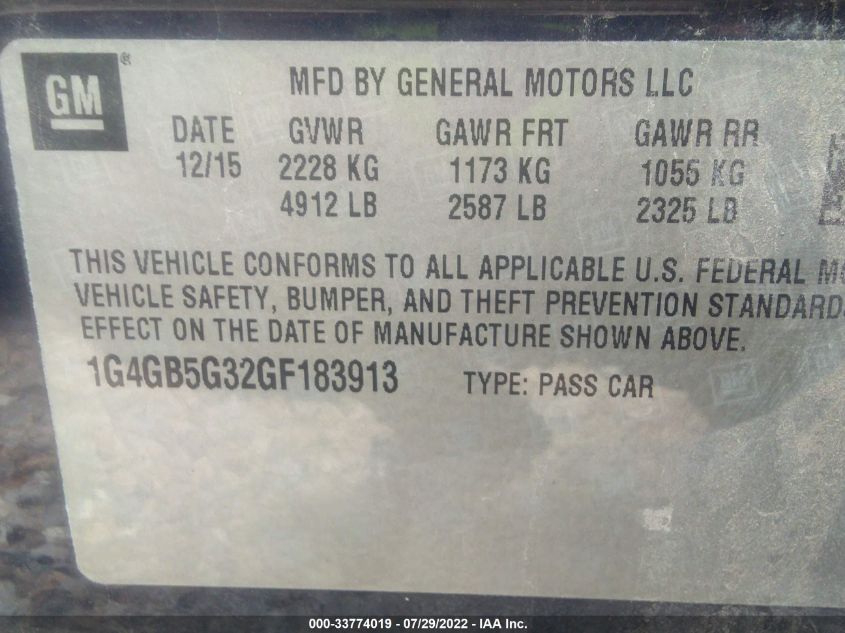 GM ®
MFD BY GENERAL MOTORS LLC
DATE GVWR GAWR FRT GAWR RR
12/15 2228 KG 1173 KG 1055 KG
4912 LB 2587 LB 2325 LB
THIS VEHICLE CONFORMS TO ALL APPLICABLE U.S. FEDERAL MO
VEHICLE SAFETY, BUMPER, AND THEFT PREVENTION STANDARD
EFFECT ON THE DATE OF MANUFACTURE SHOWN ABOVE.
1G4GB5G32GF183913 TYPE: PASS CAR
000-33774019 - 07/29/2022 - IAA Inc.